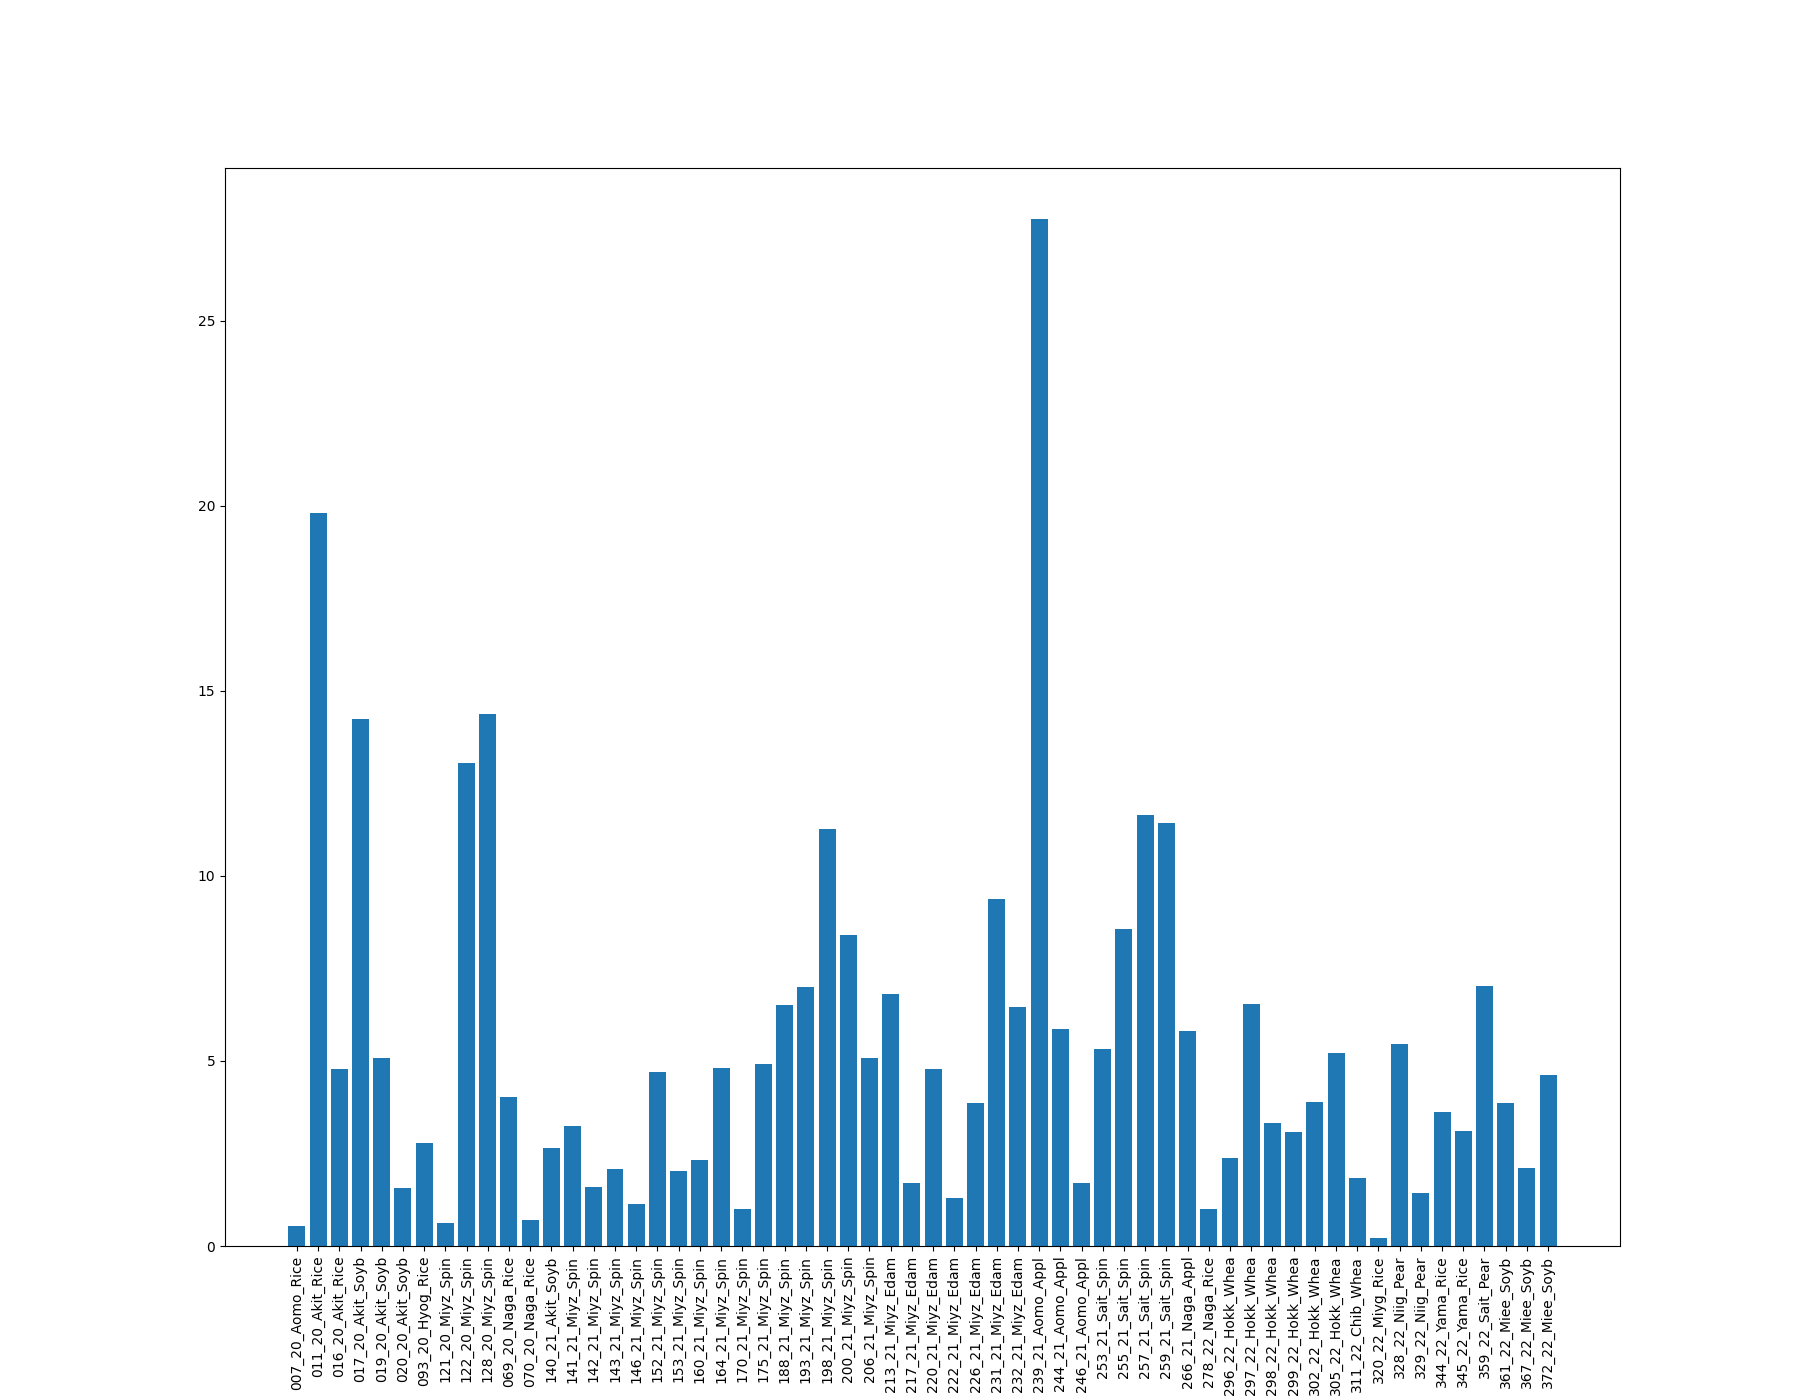 25
20
15
10
5
0
007_20_Aomo_Rice
011_20_Akit_Rice
016_20_Akit_Rice
017_20_Akit_Soyb
019_20_Akit_Soyb
020_20_Akit_Soyb
093_20_Hyog_Rice
121_20_Miyz_Spin
122_20_Miyz_Spin
128_20_Miyz_Spin
069_20_Naga_Rice
070_20_Naga_Rice
140_21_Akit_Soyb
141_21_Miyz_Spin
142_21_Miyz_Spin
143_21_Miyz_Spin
146_21_Miyz_Spin
152_21_Miyz_Spin
153_21_Miyz_Spin
160_21_Miyz_Spin
164_21_Miyz_Spin
170_21_Miyz_Spin
175_21_Miyz_Spin
188_21_Miyz_Spin
193_21_Miyz_Spin
198_21_Miyz_Spin
200_21_Miyz_Spin
206_21_Miyz_Spin
213_21_Miyz_Edam
217_21_Miyz_Edam
220_21_Miyz_Edam
222_21_Miyz_Edam
226_21_Miyz_Edam
231_21_Miyz_Edam
232_21_Miyz_Edam
239_21_Aomo_Appl
244_21_Aomo_Appl
246_21_Aomo_Appl
253_21_Sait_Spin
255_21_Sait_Spin
257_21_Sait_Spin
259_21_Sait_Spin
266_21_Naga_Appl
278_22_Naga_Rice
296_22_Hokk_Whea
297_22_Hokk_Whea
298_22_Hokk_Whea
299_22_Hokk_Whea
302_22_Hokk_Whea
305_22_Hokk_Whea
311_22_Chib_Whea
320_22_Miyg_Rice
328_22_Niig_Pear
329_22_Niig_Pear
344_22_Yama_Rice
345_22_Yama_Rice
359_22_Sait_Pear
361_22_Miee_Soyb
367_22_Miee_Soyb
372_22_Miee_Soyb